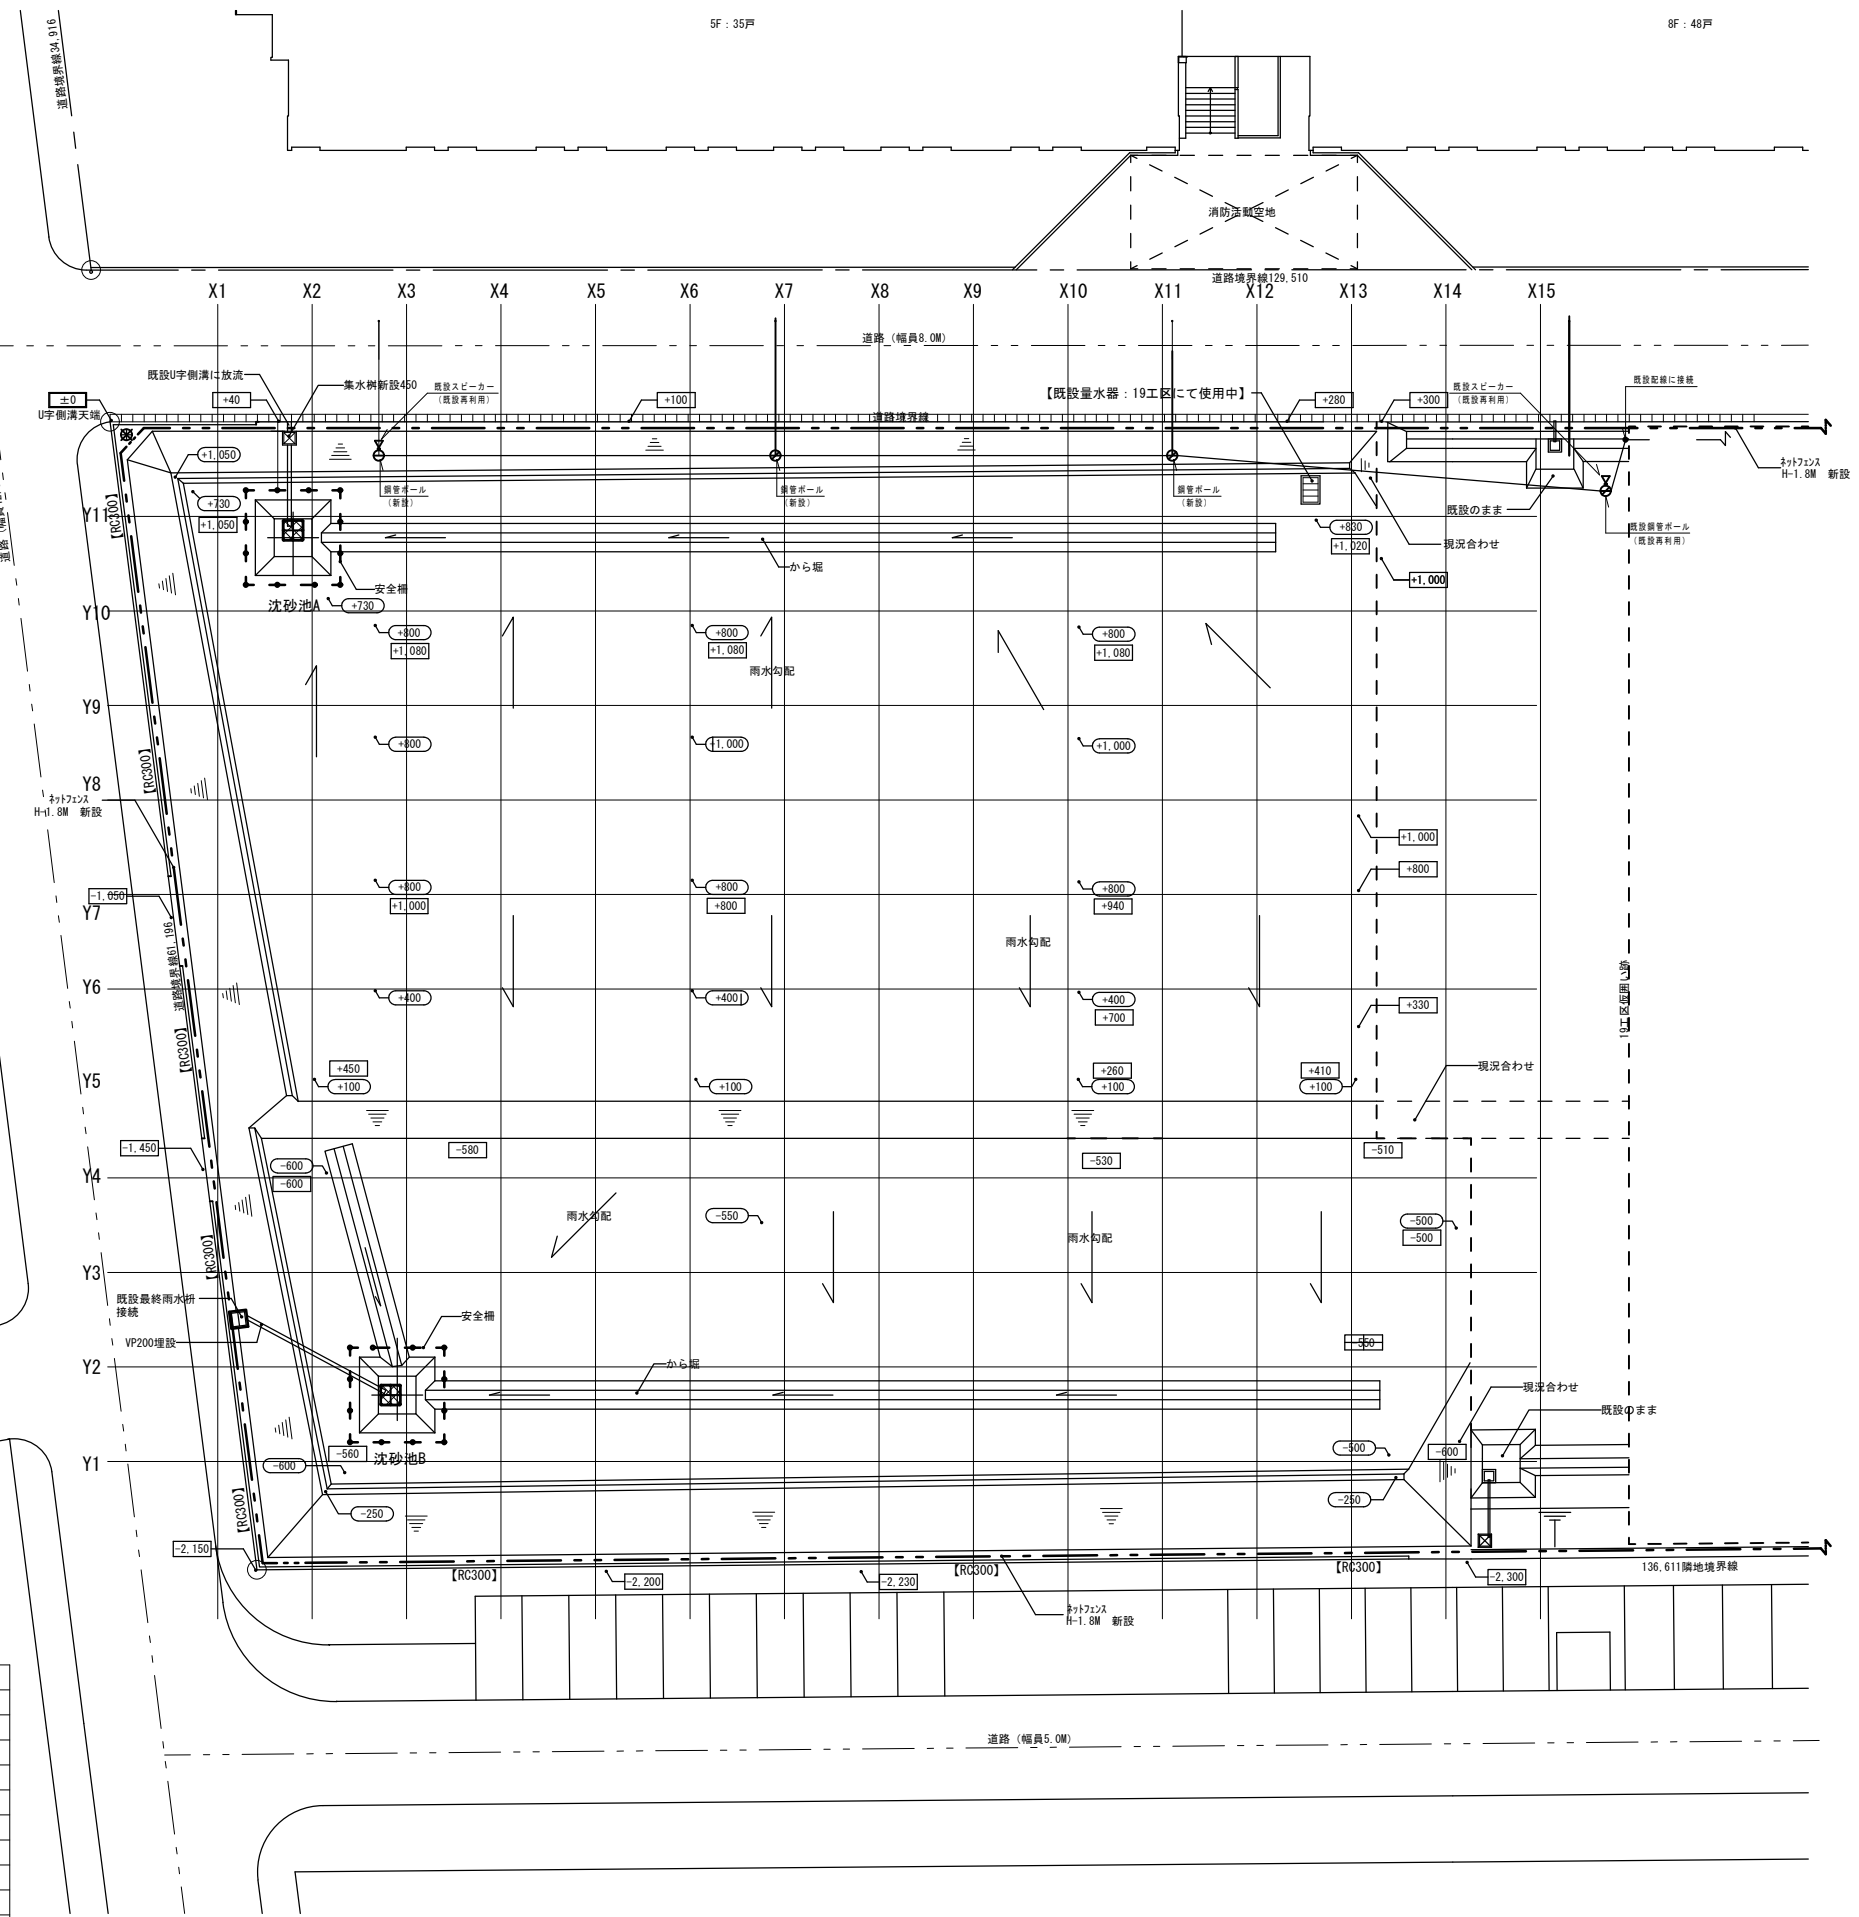 5F：35戸
8F：48戸
道路境界線34,916
消防活動空地
道路境界線129,510
X1
X2
X3
X4
X5
X6
X7
X8
X9
X10
X11
X12
X13
X14
X15
道路（幅員8.0M）
既設U字側溝に放流
集水桝新設450
既設スピーカー
（既設再利用）
【既設量水器：19工区にて使用中】
既設スピーカー
（既設再利用）
既設配線に接続
±0
U字側溝天端
+40
+100
道路境界線
+280
+300
ネットフェンス
H-1.8M　新設
+1,050
+730
+1,050
Y11
【RC300】
鋼管ポール
（新設）
鋼管ポール
（新設）
鋼管ポール
（新設）
既設のまま
+830
+1,020
現況合わせ
既設鋼管ポール
（既設再利用）
から堀
+1,000
安全柵
沈砂池A
+730
Y10
+800
+1,080
+800
+1,080
+800
+1,080
雨水勾配
Y9
+800
+1,000
+1,000
【RC300】
Y8
ネットフェンス
H-1.8M　新設
+1,000
+800
-1,050
Y7
+800
+1,000
+800
+800
+800
+940
道路境界線61,196
雨水勾配
Y6
+400
+400
+400
+700
+330
19工区仮囲い跡
【RC300】
Y5
+450
+100
+100
+260
+100
+410
+100
現況合わせ
-1,450
-580
-530
-510
Y4
-600
-600
雨水勾配
-550
雨水勾配
-500
-500
【RC300】
Y3
既設最終雨水枡
接続
VP200埋設
安全柵
-550
Y2
から堀
現況合わせ
既設のまま
-560
沈砂池B
-500
-600
Y1
-600
-250
-250
【RC300】
-2,150
【RC300】
-2,200
-2,230
【RC300】
【RC300】
-2,300
136,611隣地境界線
ネットフェンス
H-1.8M　新設
道路（幅員5.0M）